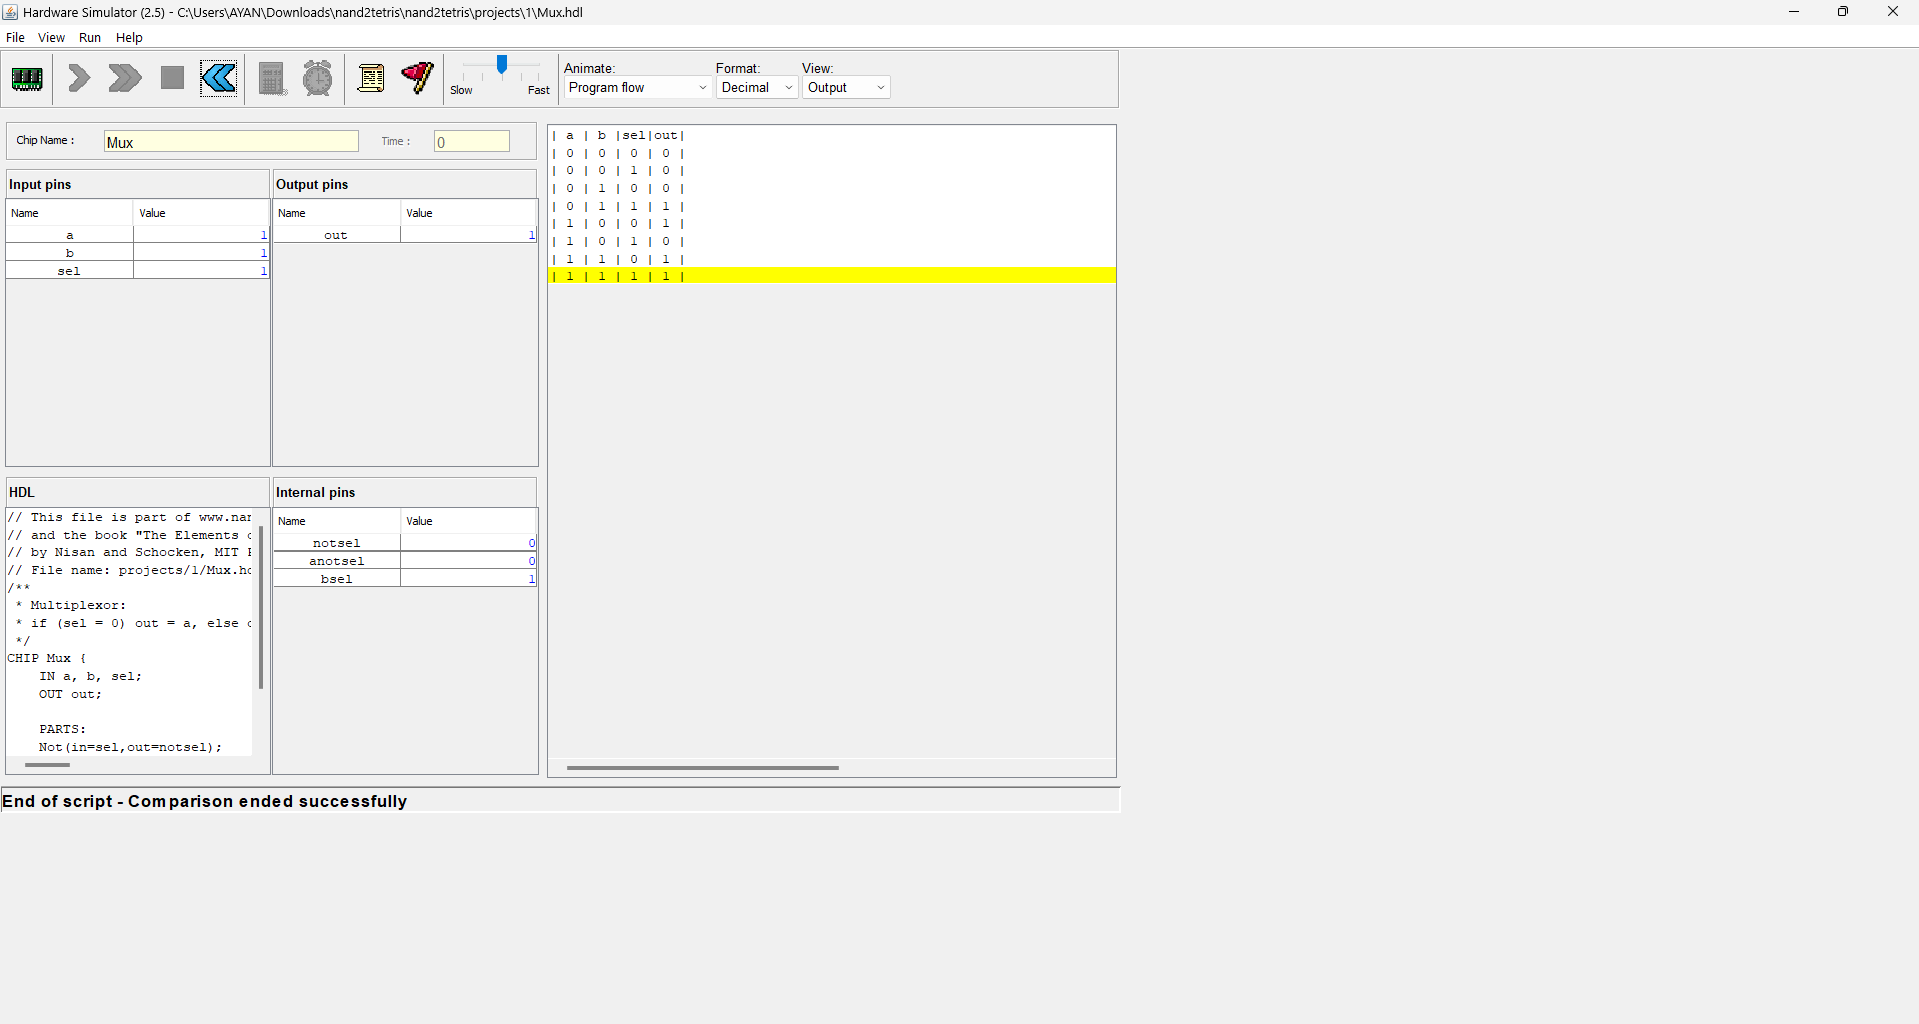 Hardware Simulator (2.5) - C:\Users\AYAN\Downloads\nand2tetris\nand2tetris\projects\1\Mux.hdl
File View Run Help
Slow Fast
Animate: Format: View:
Program flow Decimal Output
Chip Name : Mux Time : 0
Input pins
Name Value
a 1
b 1
sel 1
Output pins
Name Value
out 1
| a | b |sel|out|
| 0 | 0 | 0 | 0 |
| 0 | 0 | 1 | 0 |
| 0 | 1 | 0 | 0 |
| 0 | 1 | 1 | 1 |
| 1 | 0 | 0 | 1 |
| 1 | 0 | 1 | 0 |
| 1 | 1 | 0 | 1 |
| 1 | 1 | 1 | 1 |
HDL
// This file is part of www.nan
// and the book "The Elements
// by Nisan and Schocken, MIT
// File name: projects/1/Mux.hd
/**
* Multiplexor:
* if (sel = 0) out = a, else
*/
CHIP Mux {
IN a, b, sel;
OUT out;
PARTS:
Not(in=sel,out=notsel);
Internal pins
Name Value
notsel 0
anotsel 0
bsel 1
End of script - Comparison ended successfully